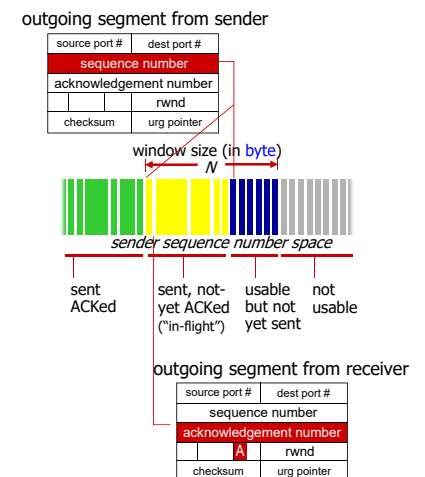 outgoing segment from sender
source port # dest port #
sequence number
acknowledgement number
rwnd
checksum urg pointer
window size (in byte)
N
sender sequence number space
sent sent, not- usable not
ACKed yet ACKed but not usable
("in-flight") yet sent
outgoing segment from receiver
source port # dest port #
sequence number
acknowledgement number
A rwnd
checksum urg pointer